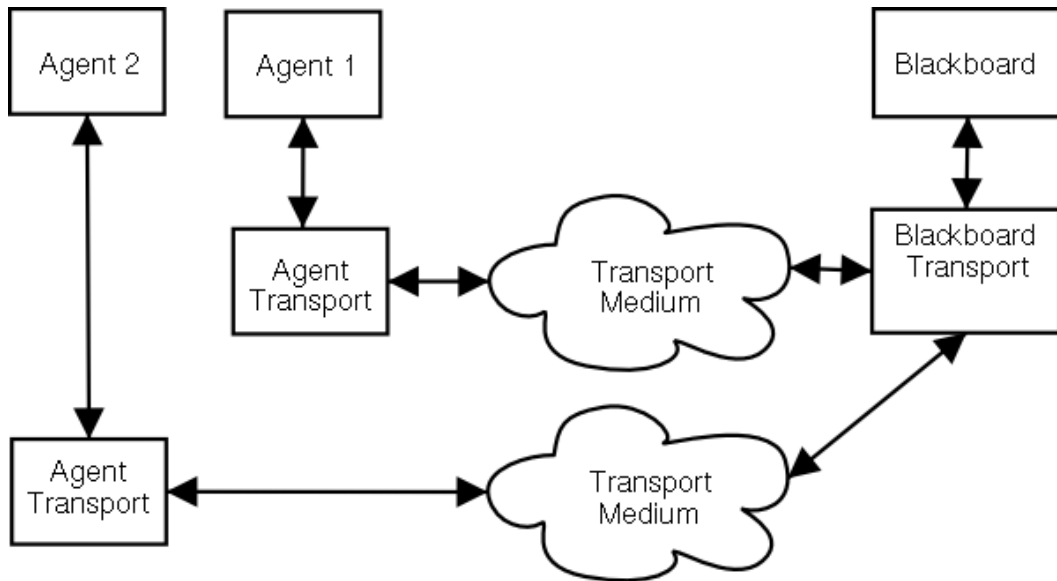 Agent 2
Agent 1
Blackboard
Agent
Transport
Transport
Medium
Blackboard
Transport
Agent
Transport
Transport
Medium